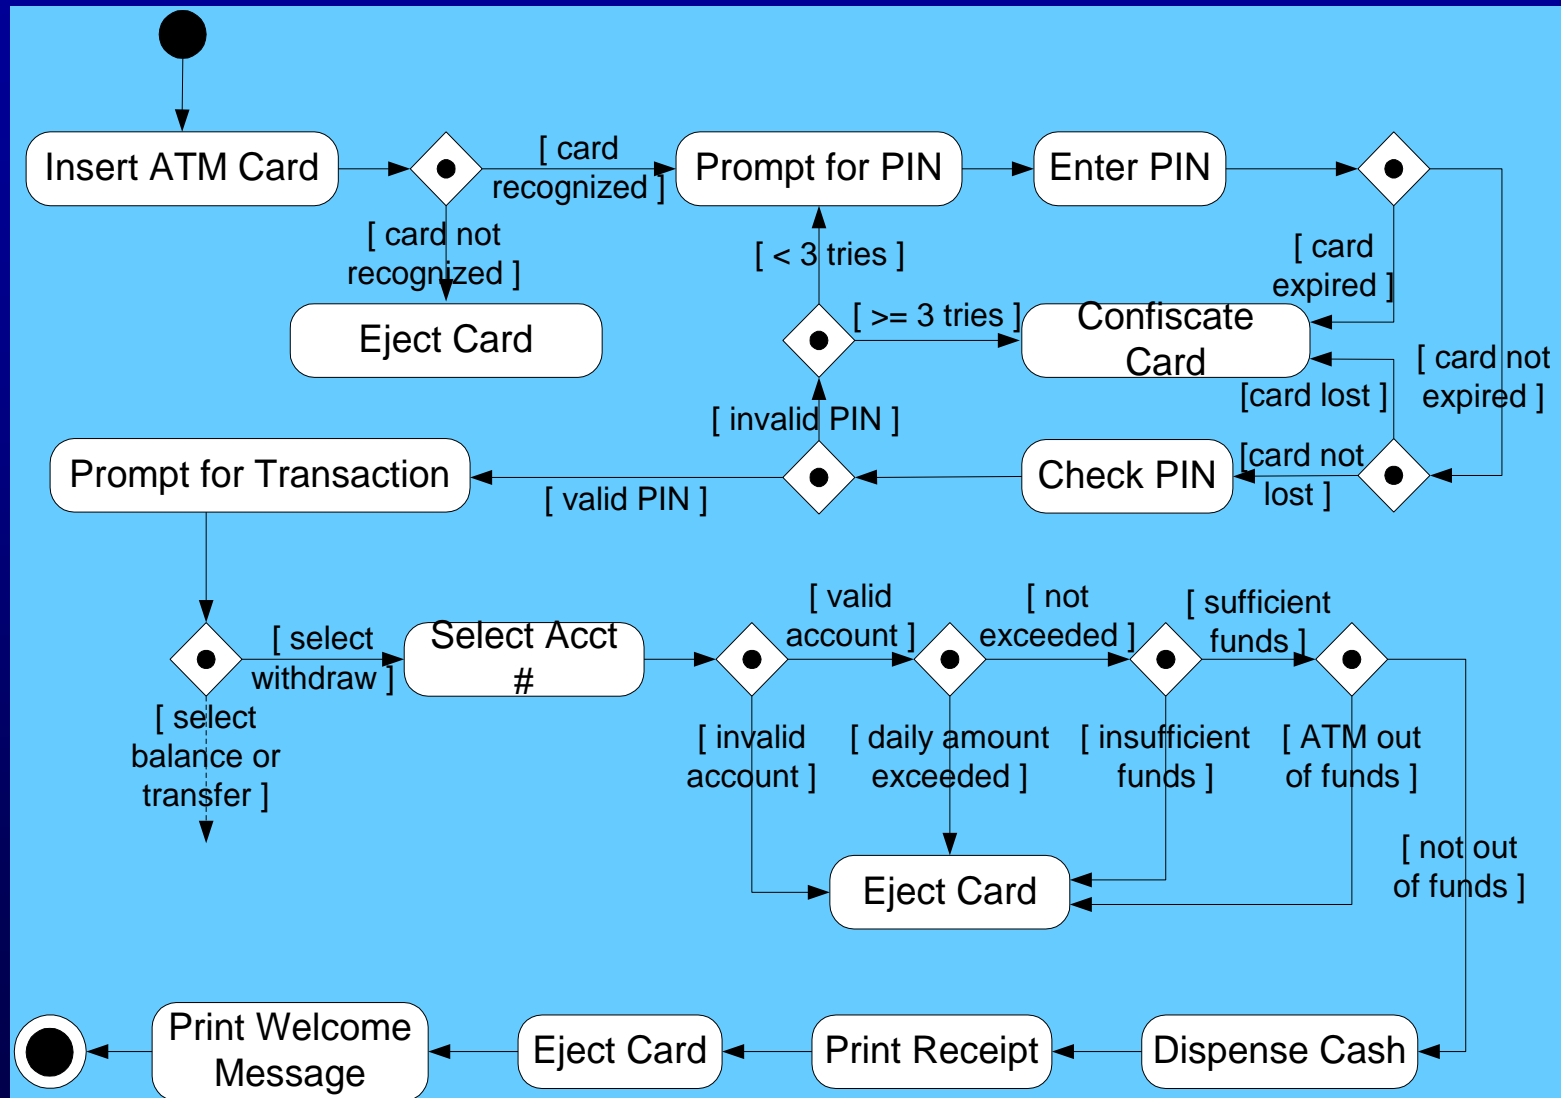 Insert ATM Card
[ card
recognized ]
Prompt for PIN
Enter PIN
[ card not
recognized ]
[ < 3 tries ]
[ card
expired ]
Eject Card
[ >= 3 tries ]
Confiscate
Card
[ card not
expired ]
[card lost ]
[ invalid PIN ]
Prompt for Transaction
[ valid PIN ]
Check PIN
[card not
lost ]
[ select
withdraw ]
Select Acct
#
[ valid
account ]
[ not
exceeded ]
[ sufficient
funds ]
[ select
balance or
transfer ]
[ invalid
account ]
[ daily amount
exceeded ]
[ insufficient
funds ]
[ ATM out
of funds ]
[ not out
of funds ]
Eject Card
Print Welcome
Message
Eject Card
Print Receipt
Dispense Cash